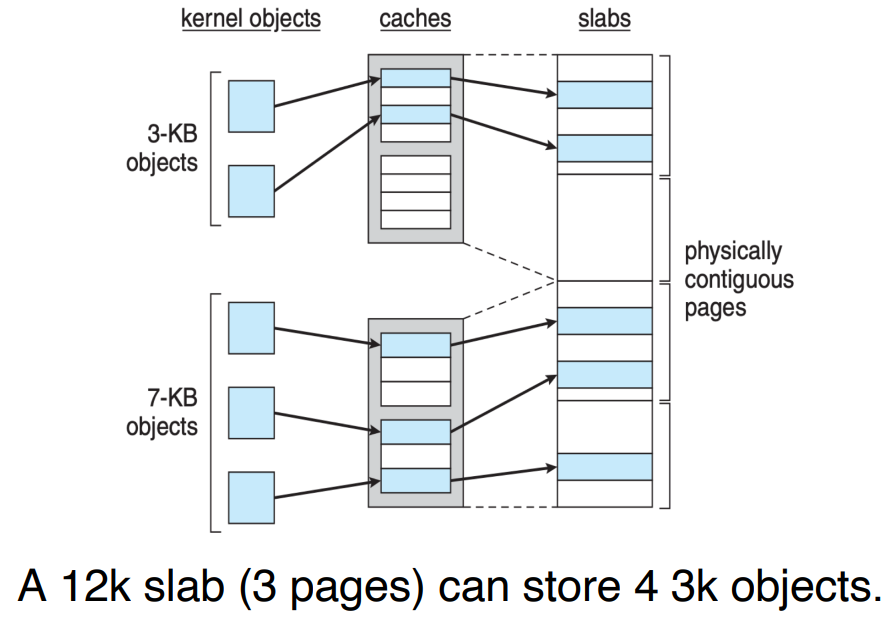 kernel objects
caches
slabs
3-KB
objects
physically
contiguous
pages
7-KB
objects
A 12k slab (3 pages) can store 4 3k objects.